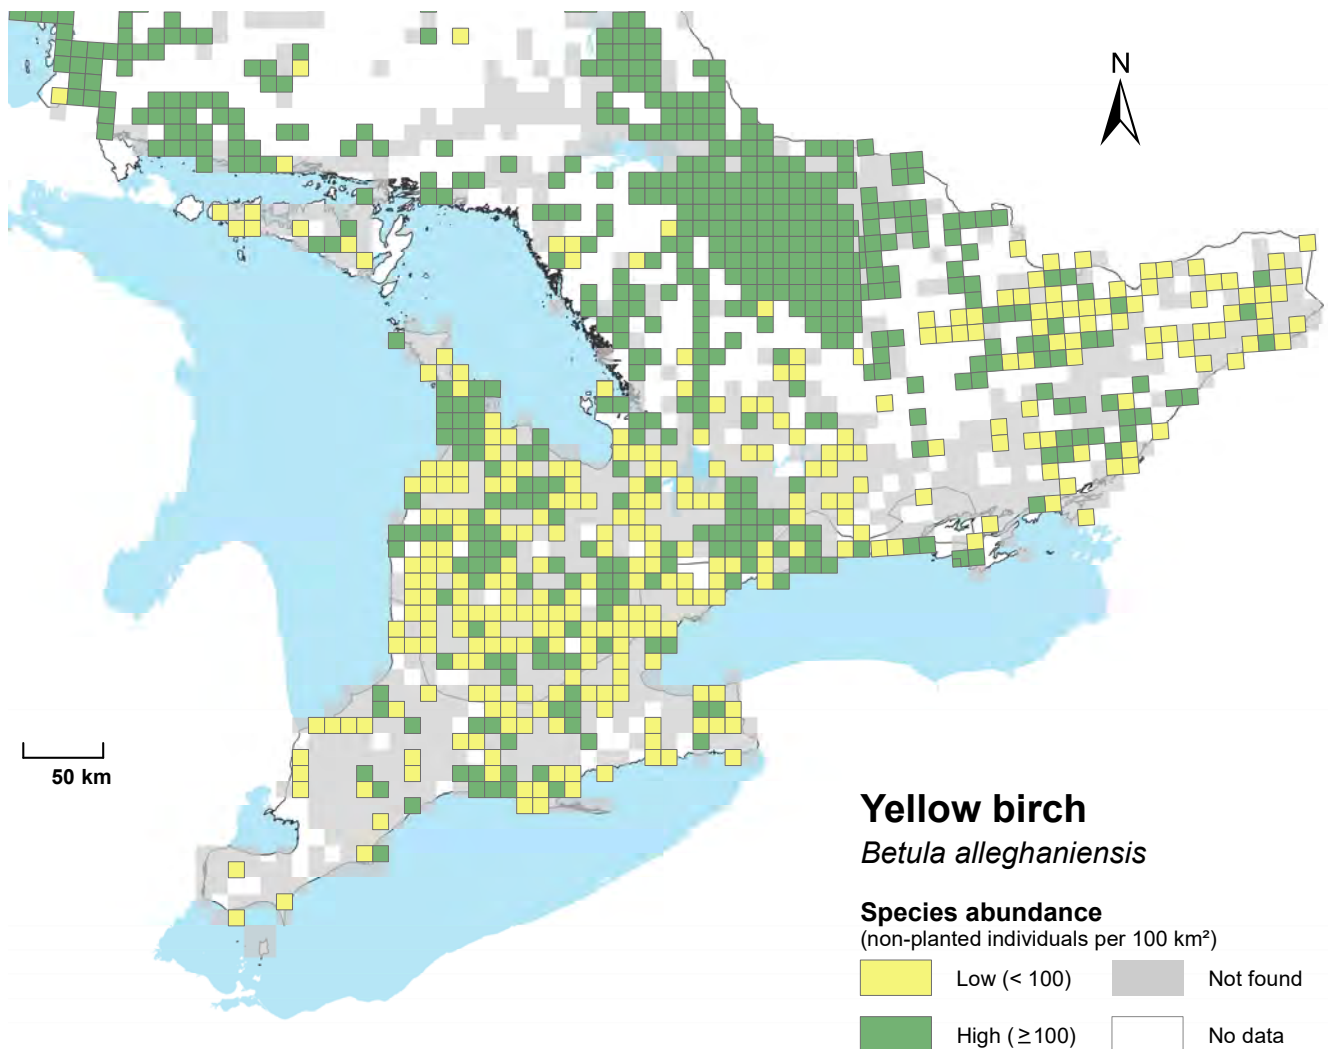 N
50 km
Yellow birch
Betula alleghaniensis
Species abundance
(non-planted individuals per 100 km²)
Low (< 100)
Not found
High (≥100)
No data